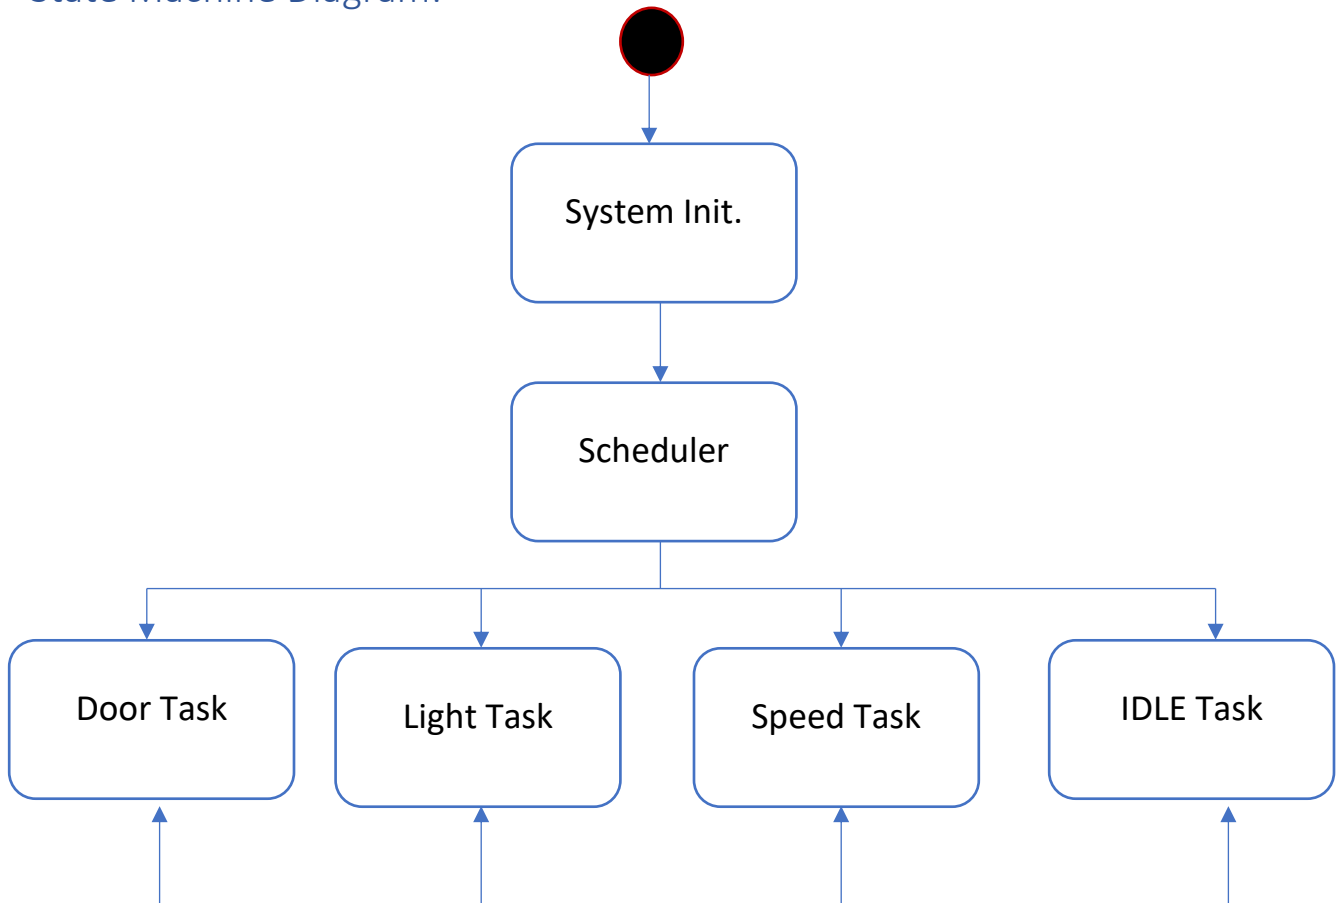 State Machine Diagram:
System Init.
Scheduler
Door Task
Light Task
Speed Task
IDLE Task